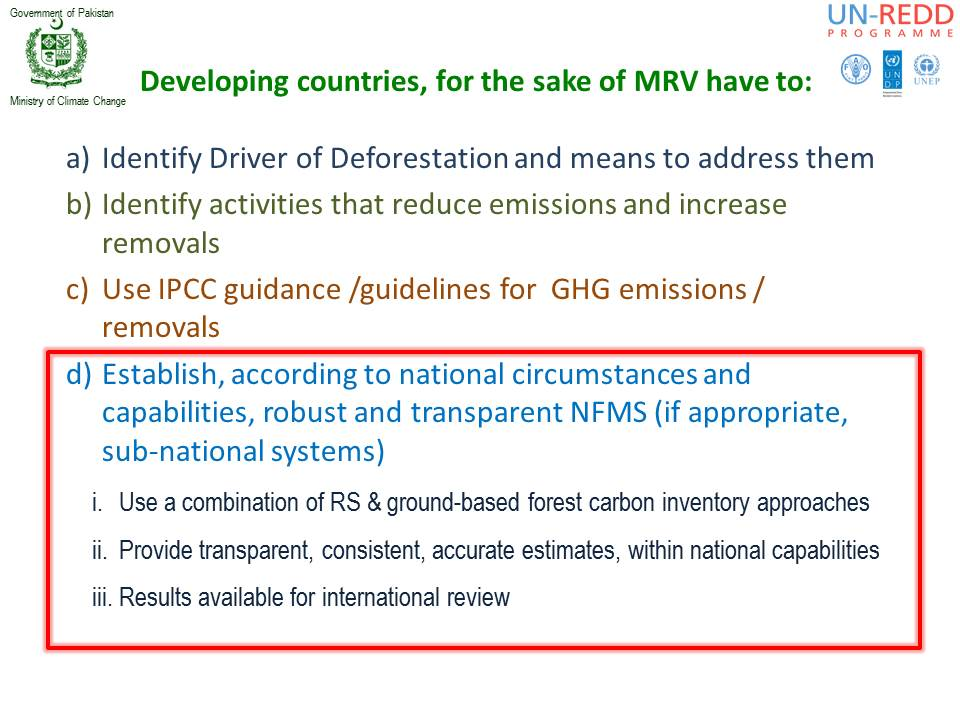 Government of Pakistan
Ministry of Climate Change
UN-REDD
PROGRAMME
FAO
UN
DP
UNEP
Developing countries, for the sake of MRV have to:
a) Identify Driver of Deforestation and means to address them
b) Identify activities that reduce emissions and increase
removals
c) Use IPCC guidance /guidelines for GHG emissions /
removals
d) Establish, according to national circumstances and
capabilities, robust and transparent NFMS (if appropriate,
sub-national systems)
i. Use a combination of RS & ground-based forest carbon inventory approaches
ii. Provide transparent, consistent, accurate estimates, within national capabilities
iii. Results available for international review